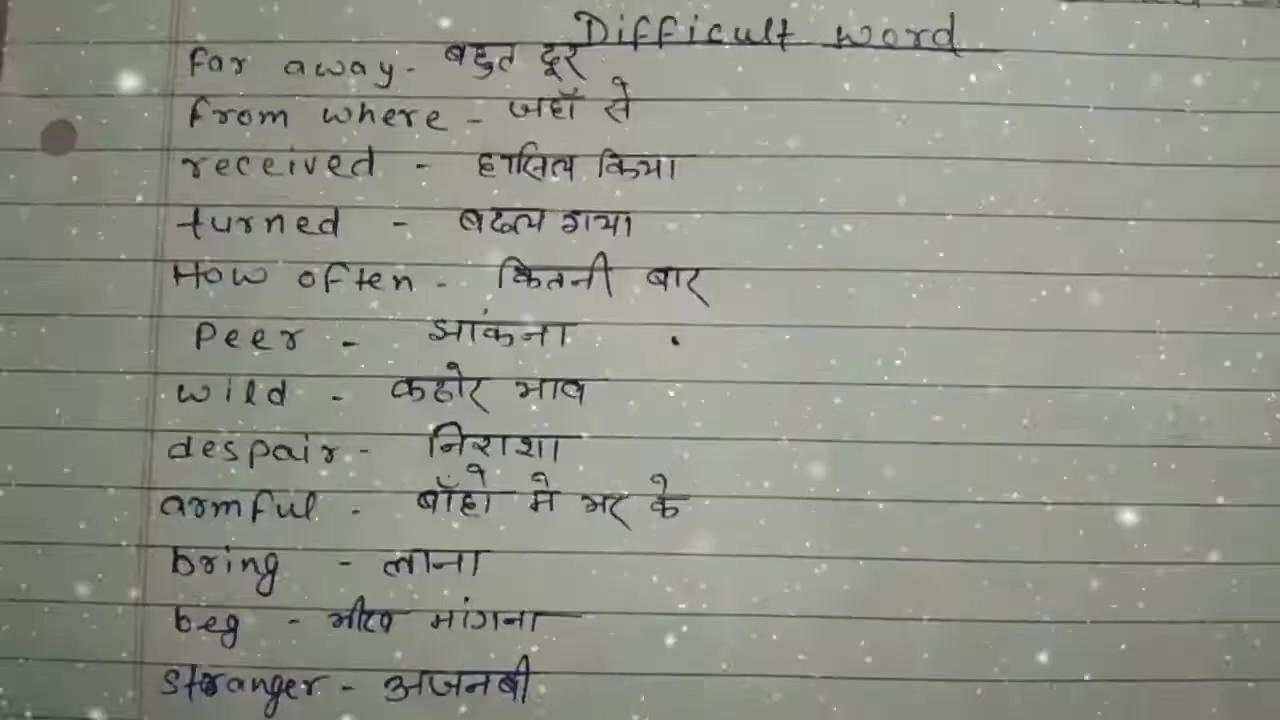 Difficult word
far away - बहुत दूर
from where - जहाँ से
received - हासिल किया
turned - बदल गया
How often - कितनी बार
Peer - झांकना
wild - कठोर भाव
despair - निराशा
armful - बाँहो मे भर के
bring - लाना
beg - भीख मांगना
stranger - अजनबी